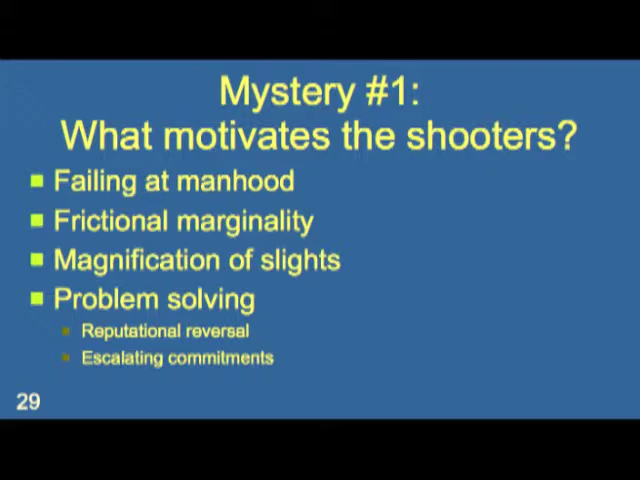 Mystery #1:
What motivates the shooters?
Failing at manhood
Frictional marginality
Magnification of slights
Problem solving
Reputational reversal
Escalating commitments
29